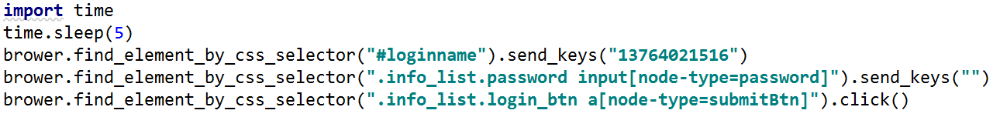 import time
time.sleep(5)
brower.find_element_by_css_selector("#loginname").send_keys("13764021516")
brower.find_element_by_css_selector(".info_list.password input[node-type=password]").send_keys("")
brower.find_element_by_css_selector(".info_list.login_btn a[node-type=submitBtn]").click()